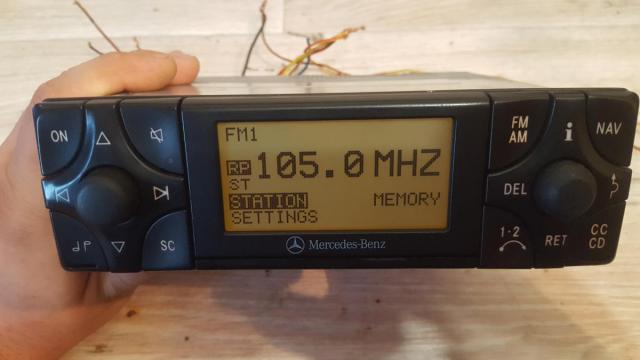 ON
SC
FM1
RP 105.0 MHZ
ST
STATION MEMORY
SETTINGS
Mercedes-Benz
FM
AM
i
NAV
DEL
1·2
RET
CC
CD